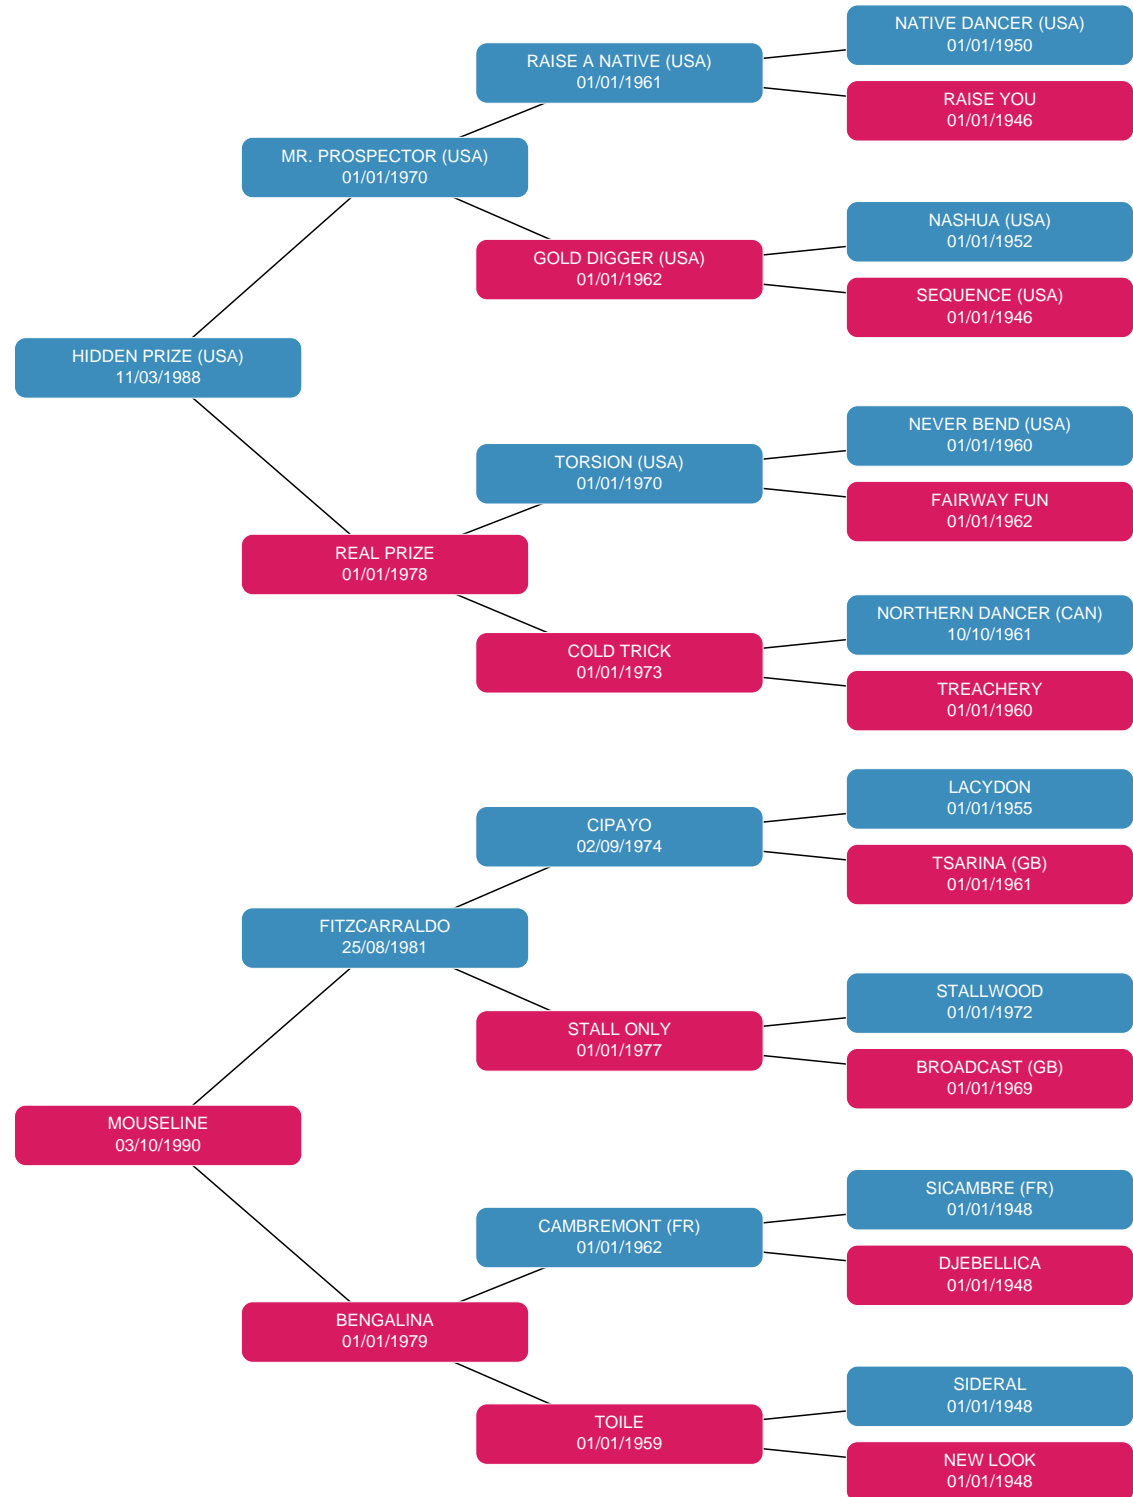 NATIVE DANCER (USA)
01/01/1950
RAISE A NATIVE (USA)
01/01/1961
RAISE YOU
01/01/1946
MR. PROSPECTOR (USA)
01/01/1970
NASHUA (USA)
01/01/1952
GOLD DIGGER (USA)
01/01/1962
SEQUENCE (USA)
01/01/1946
HIDDEN PRIZE (USA)
11/03/1988
NEVER BEND (USA)
01/01/1960
TORSION (USA)
01/01/1970
FAIRWAY FUN
01/01/1962
REAL PRIZE
01/01/1978
NORTHERN DANCER (CAN)
10/10/1961
COLD TRICK
01/01/1973
TREACHERY
01/01/1960
LACYDON
01/01/1955
CIPAYO
02/09/1974
TSARINA (GB)
01/01/1961
FITZCARRALDO
25/08/1981
STALLWOOD
01/01/1972
STALL ONLY
01/01/1977
BROADCAST (GB)
01/01/1969
MOUSELINE
03/10/1990
SICAMBRE (FR)
01/01/1948
CAMBREMONT (FR)
01/01/1962
DJEBELLICA
01/01/1948
BENGALINA
01/01/1979
SIDERAL
01/01/1948
TOILE
01/01/1959
NEW LOOK
01/01/1948